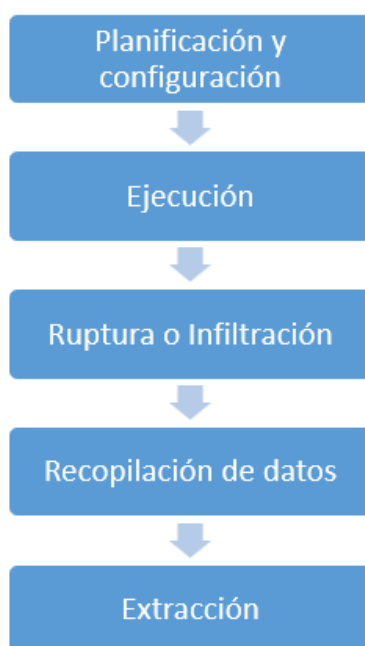 Planificación y
configuración
Ejecución
Ruptura o Infiltración
Recopilación de datos
Extracción